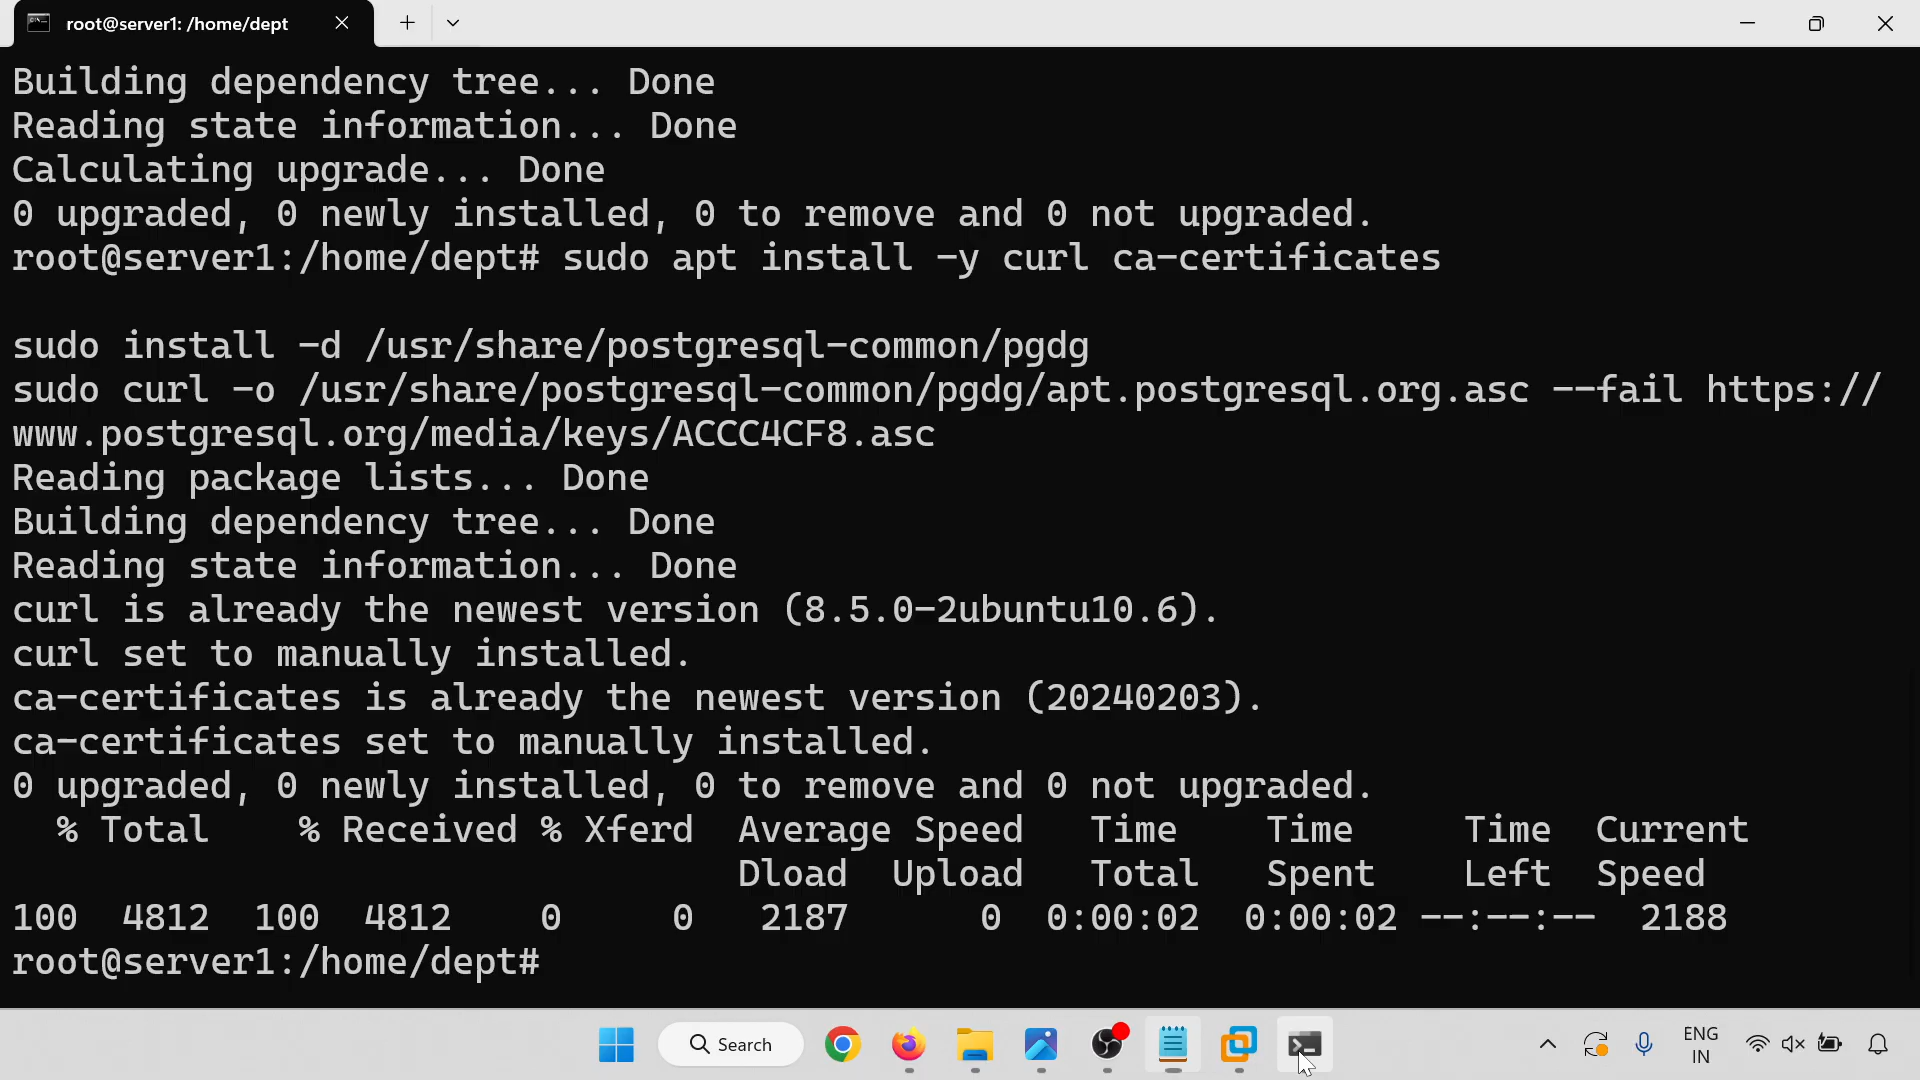 root@server1: /home/dept
Building dependency tree... Done
Reading state information... Done
Calculating upgrade... Done
0 upgraded, 0 newly installed, 0 to remove and 0 not upgraded.
root@server1:/home/dept# sudo apt install -y curl ca-certificates
sudo install -d /usr/share/postgresql-common/pgdg
sudo curl -o /usr/share/postgresql-common/pgdg/apt.postgresql.org.asc --fail https://
www.postgresql.org/media/keys/ACCC4CF8.asc
Reading package lists... Done
Building dependency tree... Done
Reading state information... Done
curl is already the newest version (8.5.0-2ubuntu10.6).
curl set to manually installed.
ca-certificates is already the newest version (20240203).
ca-certificates set to manually installed.
0 upgraded, 0 newly installed, 0 to remove and 0 not upgraded.
% Total % Received % Xferd Average Speed Time Time Time Current
Dload Upload Total Spent Left Speed
100 4812 100 4812 0 0 2187 0 0:00:02 0:00:02 --:--:-- 2188
root@server1:/home/dept#
Search
ENG
IN